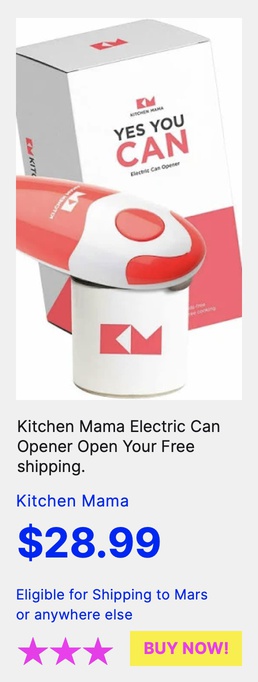 KM
KM
KITCHEN MAMA
YES YOU
CAN
Electric Can Opener
KM
Kitchen Mama Electric Can
Opener Open Your Free
shipping.
Kitchen Mama
$28.99
Eligible for Shipping to Mars
or anywhere else
BUY NOW!